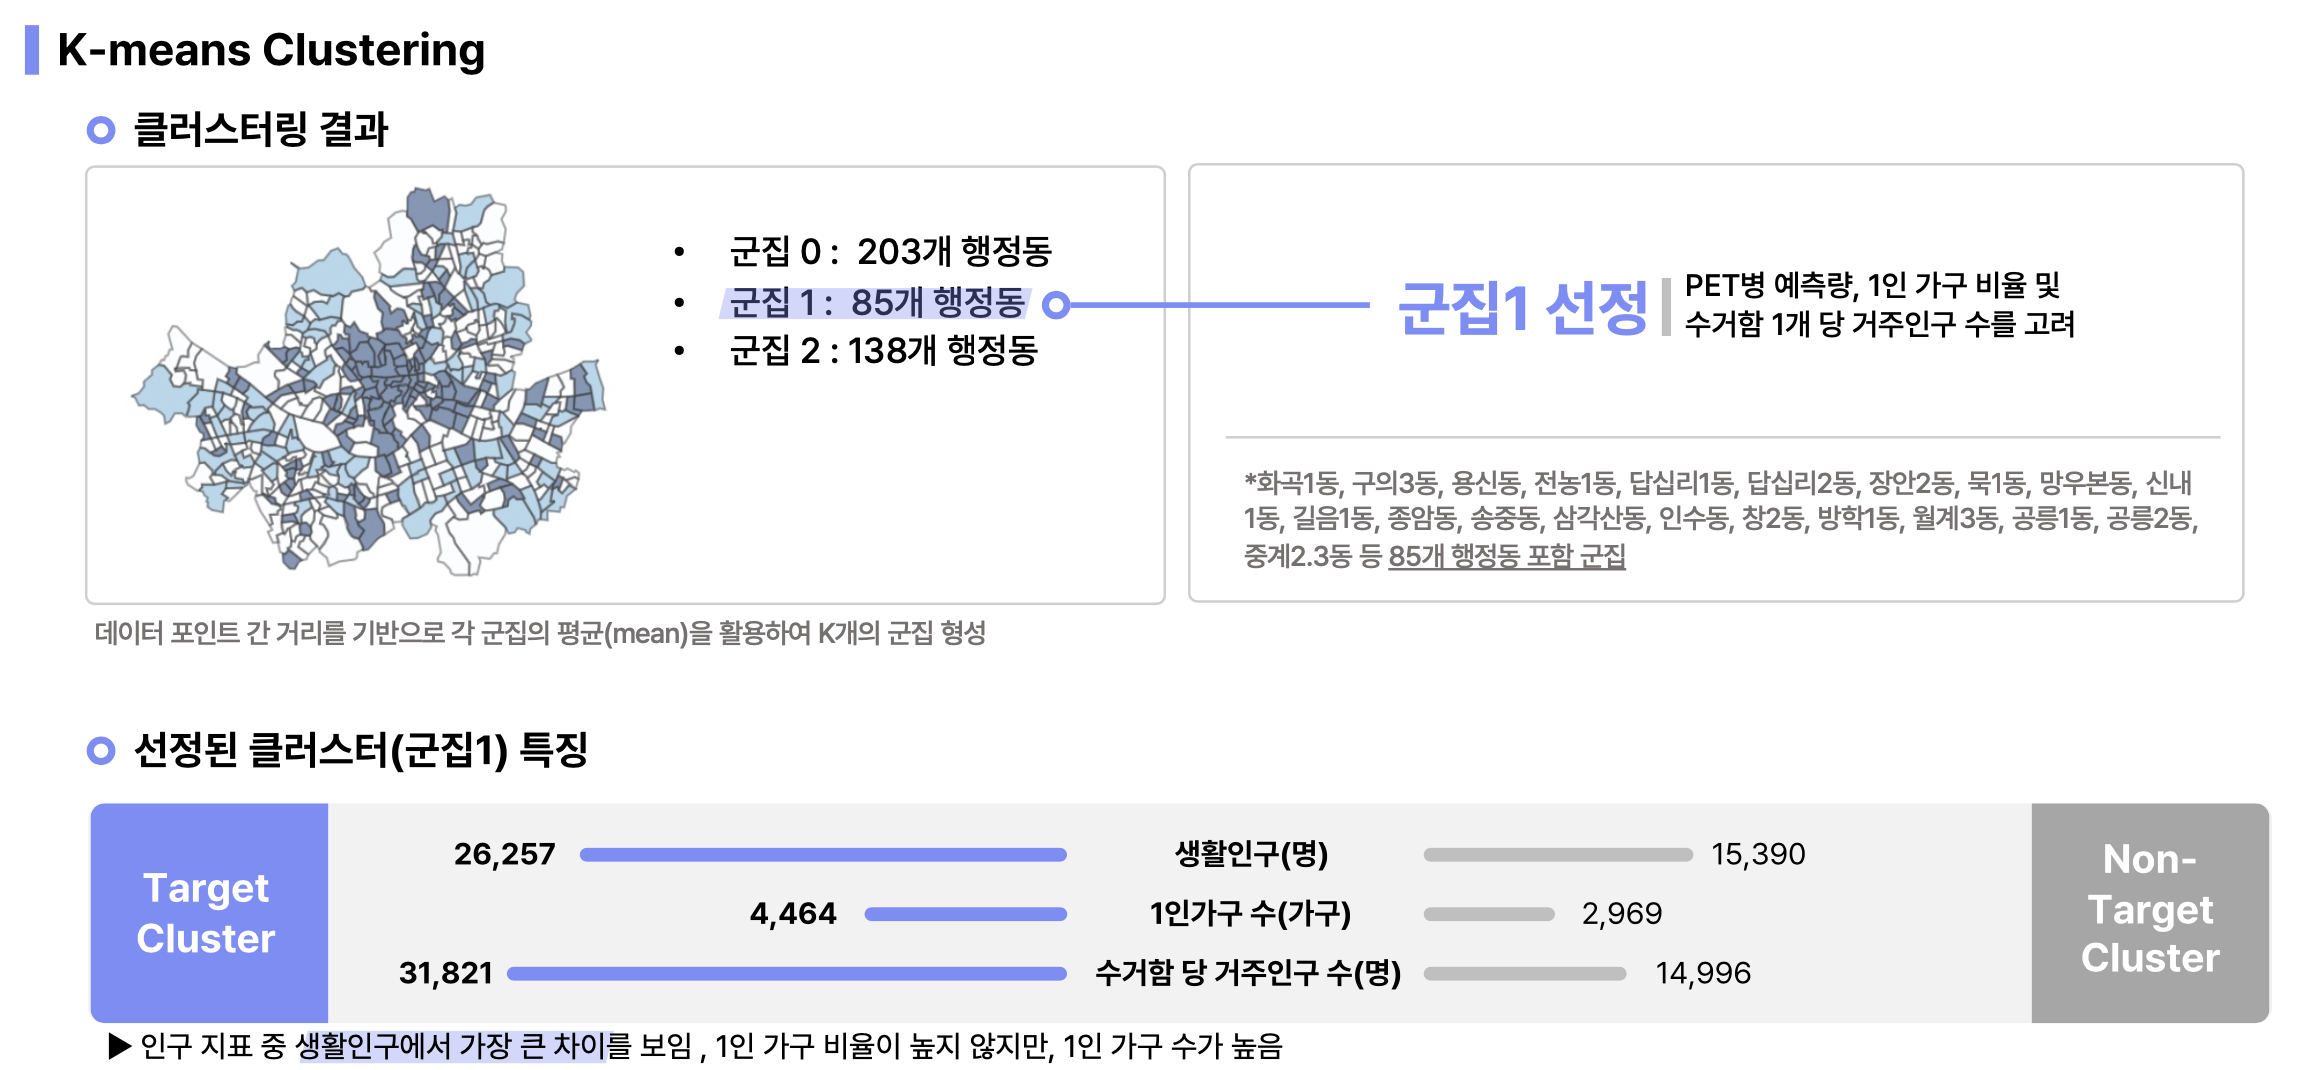 K-means Clustering
클러스터링 결과
• 군집 0 : 203개 행정동
• 군집 1 : 85개 행정동
• 군집 2 : 138개 행정동
군집1 선정
PET병 예측량, 1인 가구 비율 및
수거함 1개 당 거주인구 수를 고려
*화곡1동, 구의3동, 용신동, 전농1동, 답십리1동, 답십리2동, 장안2동, 묵1동, 망우본동, 신내
1동, 길음1동, 종암동, 송중동, 삼각산동, 인수동, 창2동, 방학1동, 월계3동, 공릉1동, 공릉2동,
중계2.3동 등 85개 행정동 포함 군집
데이터 포인트 간 거리를 기반으로 각 군집의 평균(mean)을 활용하여 K개의 군집 형성
선정된 클러스터(군집1) 특징
Target
Cluster
26,257 생활인구(명) 15,390
4,464 1인가구 수(가구) 2,969
31,821 수거함 당 거주인구 수(명) 14,996
Non-
Target
Cluster
▶ 인구 지표 중 생활인구에서 가장 큰 차이를 보임 , 1인 가구 비율이 높지 않지만, 1인 가구 수가 높음